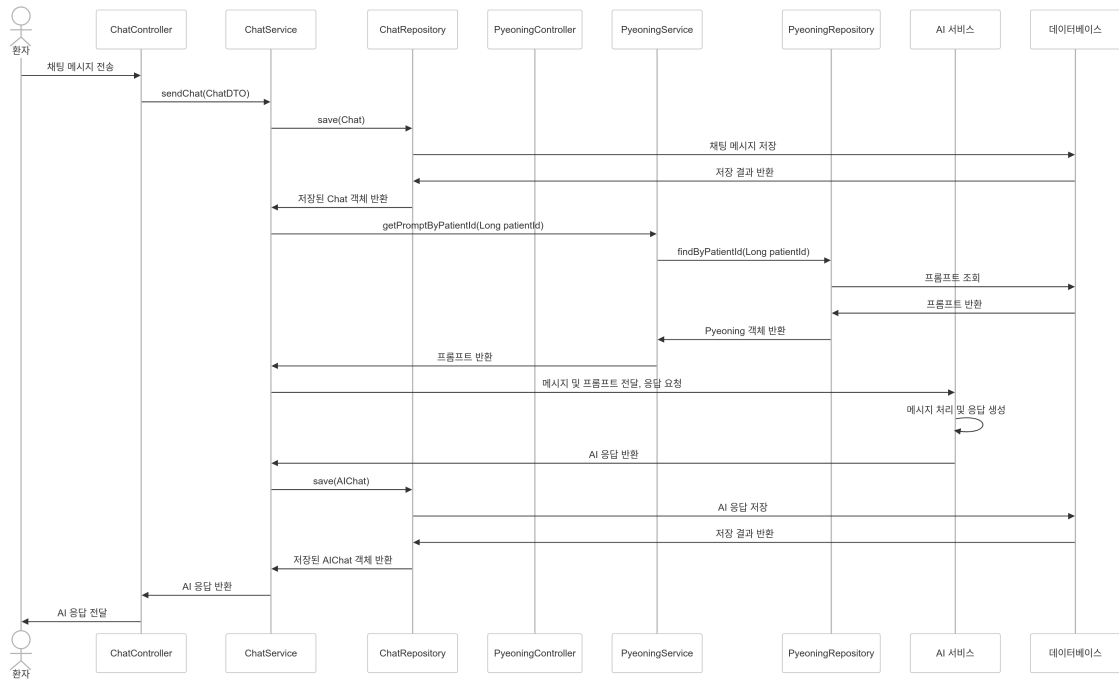 환자
ChatController
ChatService
ChatRepository
PyeoningController
PyeoningService
PyeoningRepository
AI 서비스
데이터베이스
채팅 메시지 전송
sendChat(ChatDTO)
save(Chat)
채팅 메시지 저장
저장 결과 반환
저장된 Chat 객체 반환
getPromptByPatientId(Long patientId)
findByPatientId(Long patientId)
프롬프트 조회
프롬프트 반환
Pyeoning 객체 반환
프롬프트 반환
메시지 및 프롬프트 전달, 응답 요청
메시지 처리 및 응답 생성
AI 응답 반환
save(AIChat)
AI 응답 저장
저장 결과 반환
저장된 AIChat 객체 반환
AI 응답 반환
AI 응답 전달
환자
ChatController
ChatService
ChatRepository
PyeoningController
PyeoningService
PyeoningRepository
AI 서비스
데이터베이스